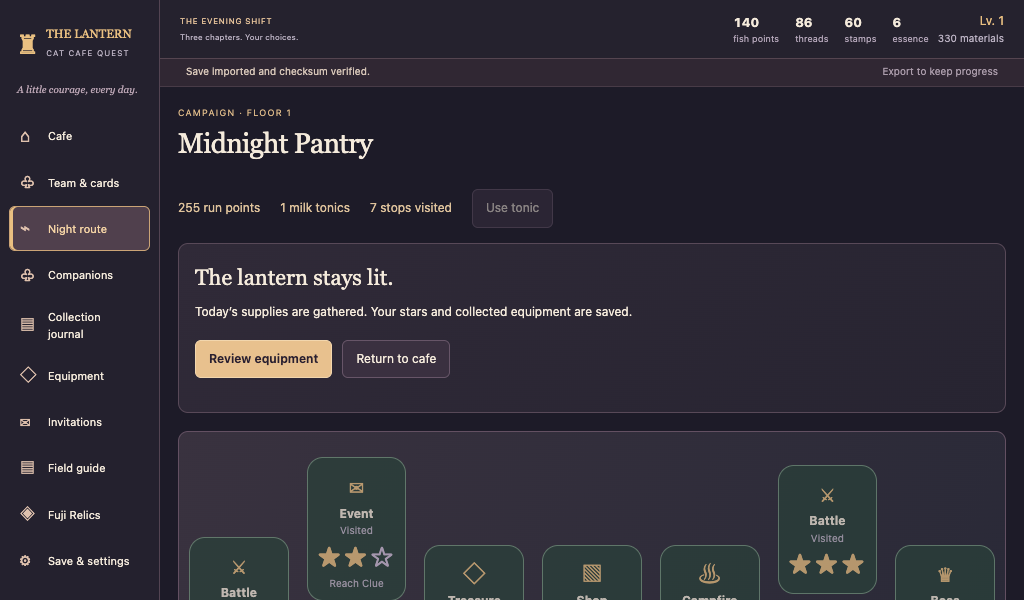 THE LANTERN
CAT CAFE QUEST
A little courage, every day.
Cafe
Team & cards
Night route
Companions
Collection
journal
Equipment
Invitations
Field guide
Fuji Relics
Save & settings
THE EVENING SHIFT
Three chapters. Your choices.
140
fish points
86
threads
60
stamps
6
essence
Lv. 1
330 materials
Save imported and checksum verified.
Export to keep progress
CAMPAIGN · FLOOR 1
Midnight Pantry
255 run points
1 milk tonics
7 stops visited
Use tonic
The lantern stays lit.
Today's supplies are gathered. Your stars and collected equipment are saved.
Review equipment
Return to cafe
Battle
Event
Visited
Reach Clue
Treasure
Shop
Campfire
Battle
Visited
Boss